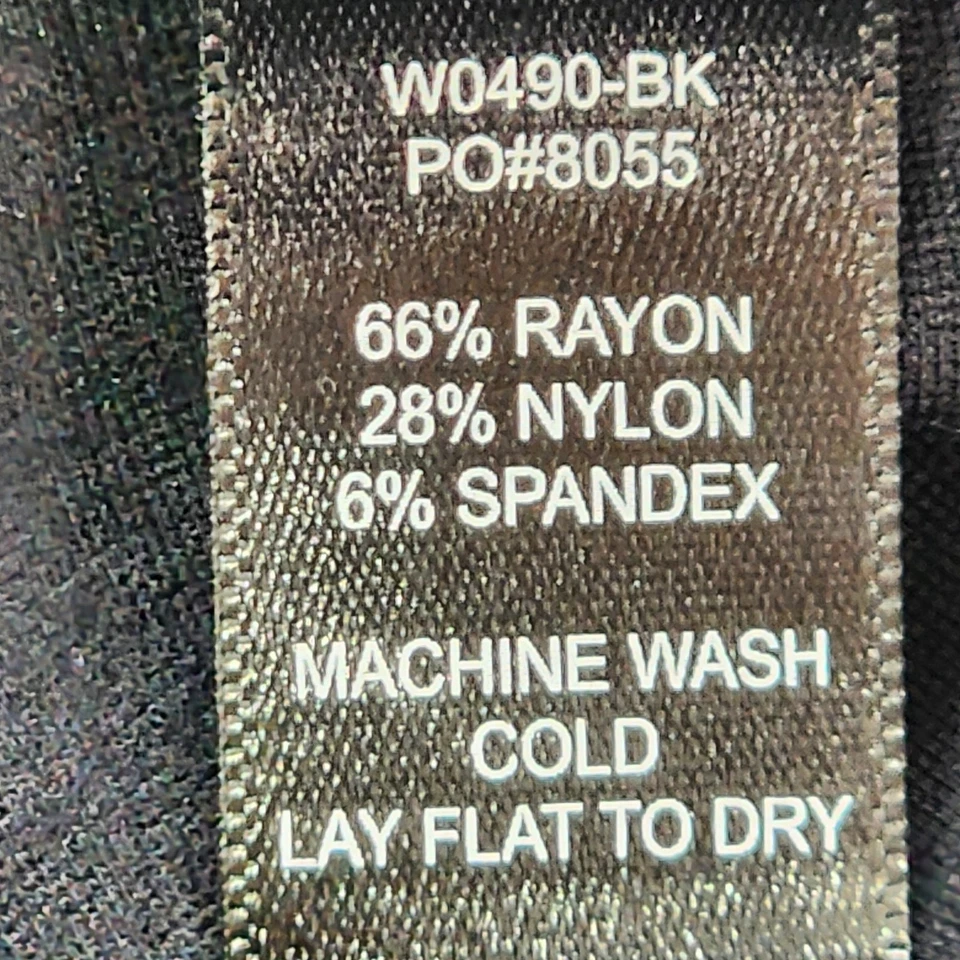 W0490-BK
PO#8055
66% RAYON
28% NYLON
6% SPANDEX
MACHINE WASH
COLD
LAY FLAT TO DRY